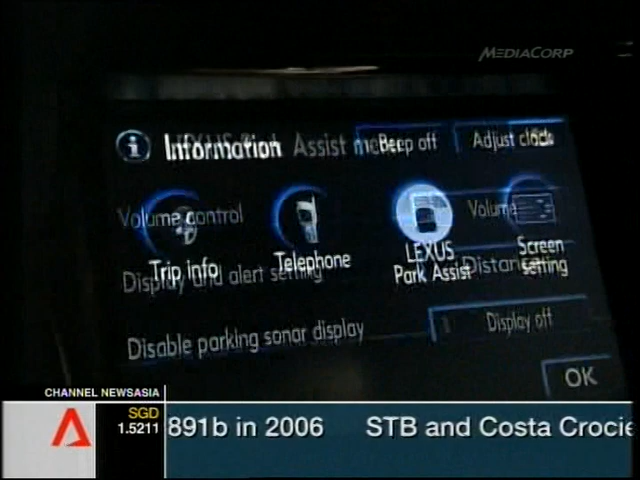 MEDIACORP
Information Assist Beep off Adjust clock
Volume control Volume
Trip info Telephone LEXUS Park Assist Screen setting
Display and alert setting Distance
Disable parking sonar display Display off
OK
CHANNEL NEWSASIA
SGD
1.5211
891b in 2006 STB and Costa Crocie